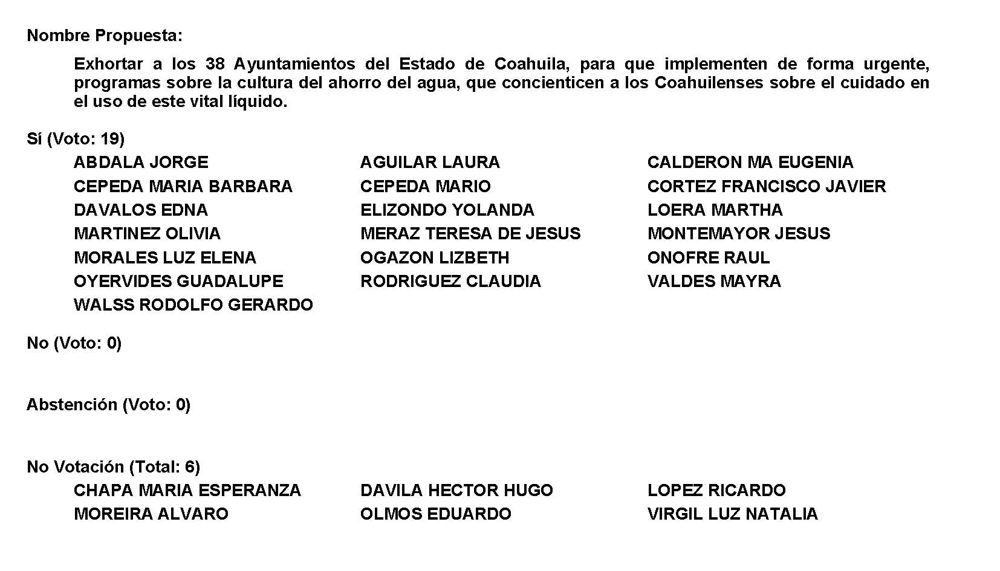 Nombre Propuesta:
Exhortar a los 38 Ayuntamientos del Estado de Coahuila, para que implementen de forma urgente,
programas sobre la cultura del ahorro del agua, que concienticen a los Coahuilenses sobre el cuidado en
el uso de este vital líquido.
Sí (Voto: 19)
ABDALA JORGE AGUILAR LAURA CALDERON MA EUGENIA
CEPEDA MARIA BARBARA CEPEDA MARIO CORTEZ FRANCISCO JAVIER
DAVALOS EDNA ELIZONDO YOLANDA LOERA MARTHA
MARTINEZ OLIVIA MERAZ TERESA DE JESUS MONTEMAYOR JESUS
MORALES LUZ ELENA OGAZON LIZBETH ONOFRE RAUL
OYERVIDES GUADALUPE RODRIGUEZ CLAUDIA VALDES MAYRA
WALSS RODOLFO GERARDO
No (Voto: 0)
Abstención (Voto: 0)
No Votación (Total: 6)
CHAPA MARIA ESPERANZA DAVILA HECTOR HUGO LOPEZ RICARDO
MOREIRA ALVARO OLMOS EDUARDO VIRGIL LUZ NATALIA